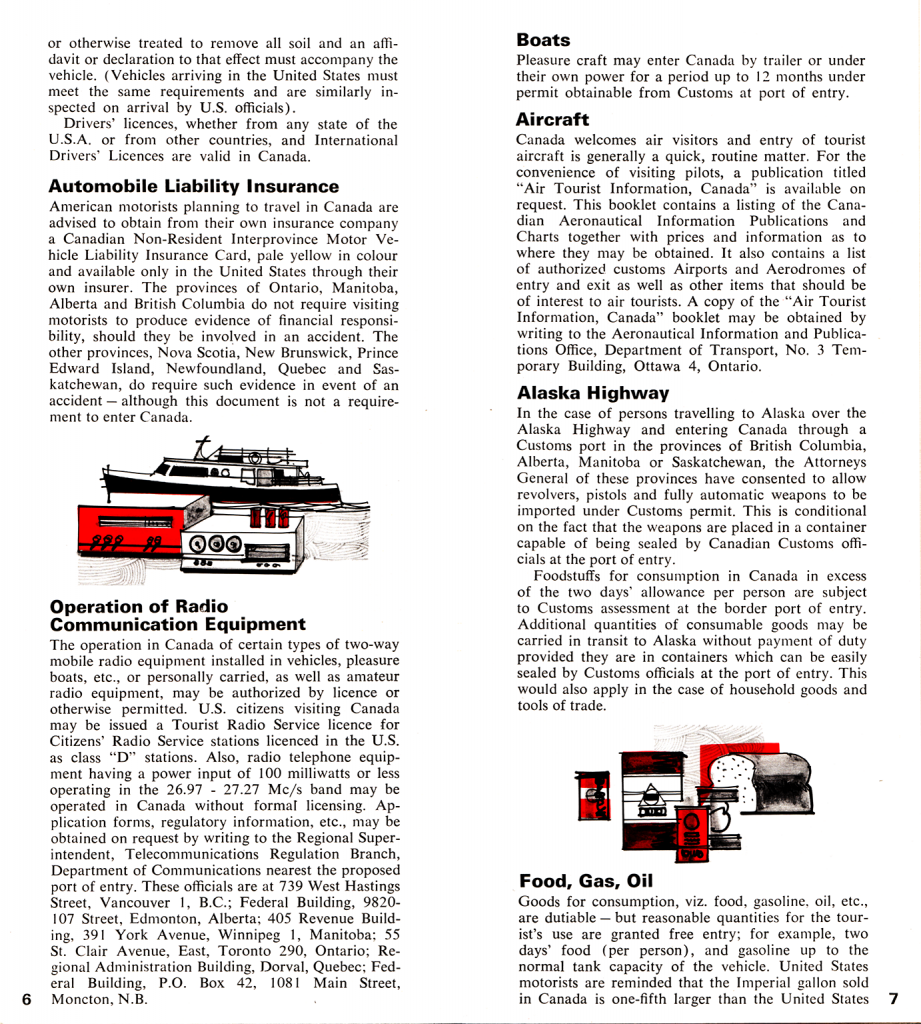 or otherwise treated to remove all soil and an affi-
davit or declaration to that effect must accompany the
vehicle. (Vehicles arriving in the United States must
meet the same requirements and are similarly in-
spected on arrival by U.S. officials).
Drivers' licences, whether from any state of the
U.S.A. or from other countries, and International
Drivers' Licences are valid in Canada.
Automobile Liability Insurance
American motorists planning to travel in Canada are
advised to obtain from their own insurance company
a Canadian Non-Resident Interprovince Motor Ve-
hicle Liability Insurance Card, pale yellow in colour
and available only in the United States through their
own insurer. The provinces of Ontario, Manitoba,
Alberta and British Columbia do not require visiting
motorists to produce evidence of financial responsi-
bility, should they be involved in an accident. The
other provinces, Nova Scotia, New Brunswick, Prince
Edward Island, Newfoundland, Quebec and Sas-
katchewan, do require such evidence in event of an
accident — although this document is not a require-
ment to enter Canada.
Operation of Radio
Communication Equipment
The operation in Canada of certain types of two-way
mobile radio equipment installed in vehicles, pleasure
boats, etc., or personally carried, as well as amateur
radio equipment, may be authorized by licence or
otherwise permitted. U.S. citizens visiting Canada
may be issued a Tourist Radio Service licence for
Citizens' Radio Service stations licenced in the U.S.
as class "D" stations. Also, radio telephone equip-
ment having a power input of 100 milliwatts or less
operating in the 26.97 - 27.27 Mc/s band may be
operated in Canada without formal licensing. Ap-
plication forms, regulatory information, etc., may be
obtained on request by writing to the Regional Super-
intendent, Telecommunications Regulation Branch,
Department of Communications nearest the proposed
port of entry. These officials are at 739 West Hastings
Street, Vancouver 1, B.C.; Federal Building, 9820-
107 Street, Edmonton, Alberta; 405 Revenue Build-
ing, 391 York Avenue, Winnipeg 1, Manitoba; 55
St. Clair Avenue, East, Toronto 290, Ontario; Re-
gional Administration Building, Dorval, Quebec; Fed-
eral Building, P.O. Box 42, 1081 Main Street,
Moncton, N.B.
6
Boats
Pleasure craft may enter Canada by trailer or under
their own power for a period up to 12 months under
permit obtainable from Customs at port of entry.
Aircraft
Canada welcomes air visitors and entry of tourist
aircraft is generally a quick, routine matter. For the
convenience of visiting pilots, a publication titled
"Air Tourist Information, Canada" is available on
request. This booklet contains a listing of the Cana-
dian Aeronautical Information Publications and
Charts together with prices and information as to
where they may be obtained. It also contains a list
of authorized customs Airports and Aerodromes of
entry and exit as well as other items that should be
of interest to air tourists. A copy of the "Air Tourist
Information, Canada" booklet may be obtained by
writing to the Aeronautical Information and Publica-
tions Office, Department of Transport, No. 3 Tem-
porary Building, Ottawa 4, Ontario.
Alaska Highway
In the case of persons travelling to Alaska over the
Alaska Highway and entering Canada through a
Customs port in the provinces of British Columbia,
Alberta, Manitoba or Saskatchewan, the Attorneys
General of these provinces have consented to allow
revolvers, pistols and fully automatic weapons to be
imported under Customs permit. This is conditional
on the fact that the weapons are placed in a container
capable of being sealed by Canadian Customs offi-
cials at the port of entry.
Foodstuffs for consumption in Canada in excess
of the two days' allowance per person are subject
to Customs assessment at the border port of entry.
Additional quantities of consumable goods may be
carried in transit to Alaska without payment of duty
provided they are in containers which can be easily
sealed by Customs officials at the port of entry. This
would also apply in the case of household goods and
tools of trade.
Food, Gas, Oil
Goods for consumption, viz. food, gasoline, oil, etc.,
are dutiable — but reasonable quantities for the tour-
ist's use are granted free entry; for example, two
days' food (per person), and gasoline up to the
normal tank capacity of the vehicle. United States
motorists are reminded that the Imperial gallon sold
in Canada is one-fifth larger than the United States
7